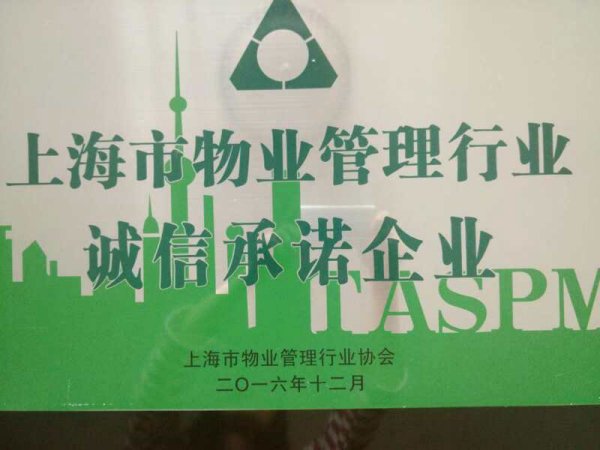 上海市物业管理行业
诚信承诺企业
TASPM
上海市物业管理行业协会
二〇一六年十二月